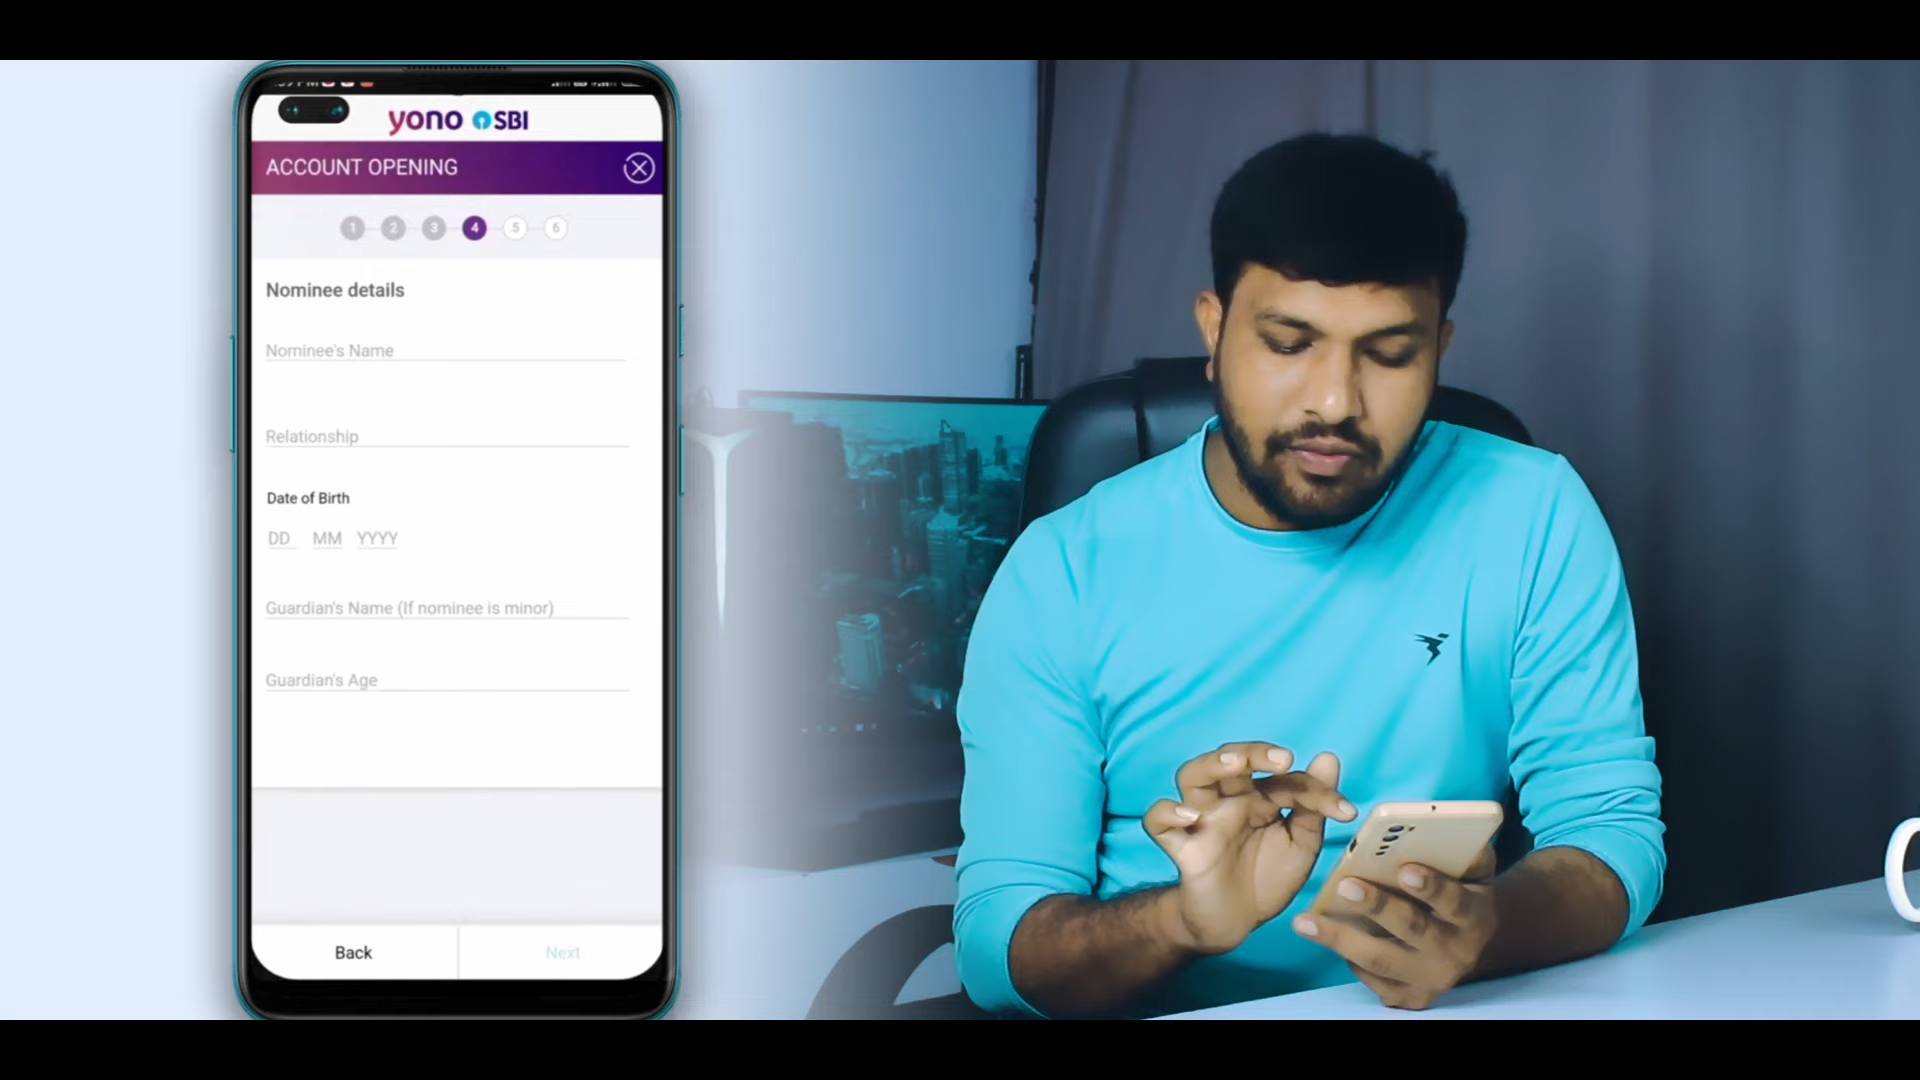 yono SBI
ACCOUNT OPENING
1 2 3 4 5 6
Nominee details
Nominee's Name
Relationship
Date of Birth
DD MM YYYY
Guardian's Name (If nominee is minor)
Guardian's Age
Back Next